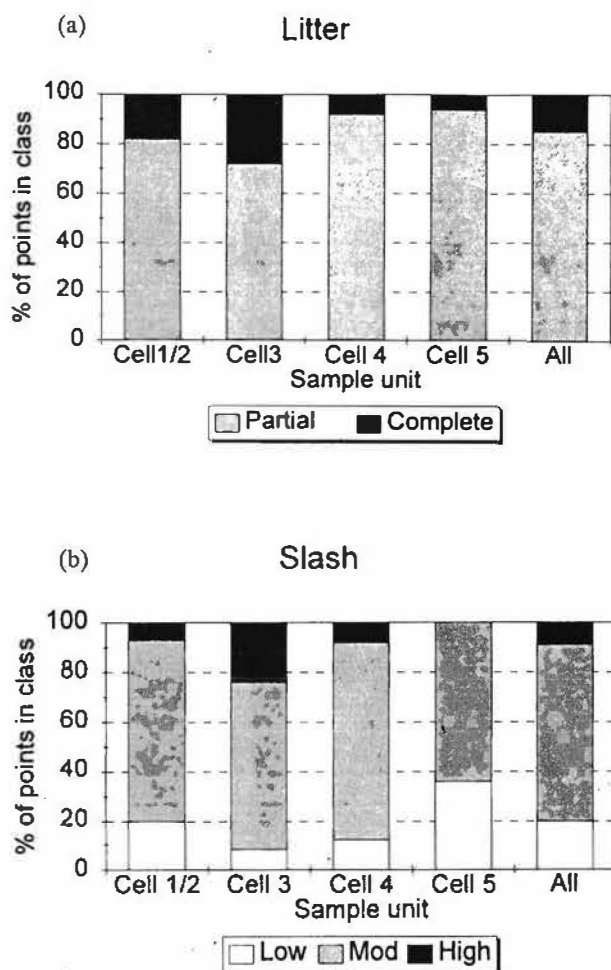 (a)
Litter
% of points in class
100
80
60
40
20
0
Cell1/2 Cell3 Cell 4 Cell 5 All
Sample unit
Partial Complete
(b)
Slash
% of points in class
100
80
60
40
20
0
Cell 1/2 Cell 3 Cell 4 Cell 5 All
Sample unit
Low Mod High